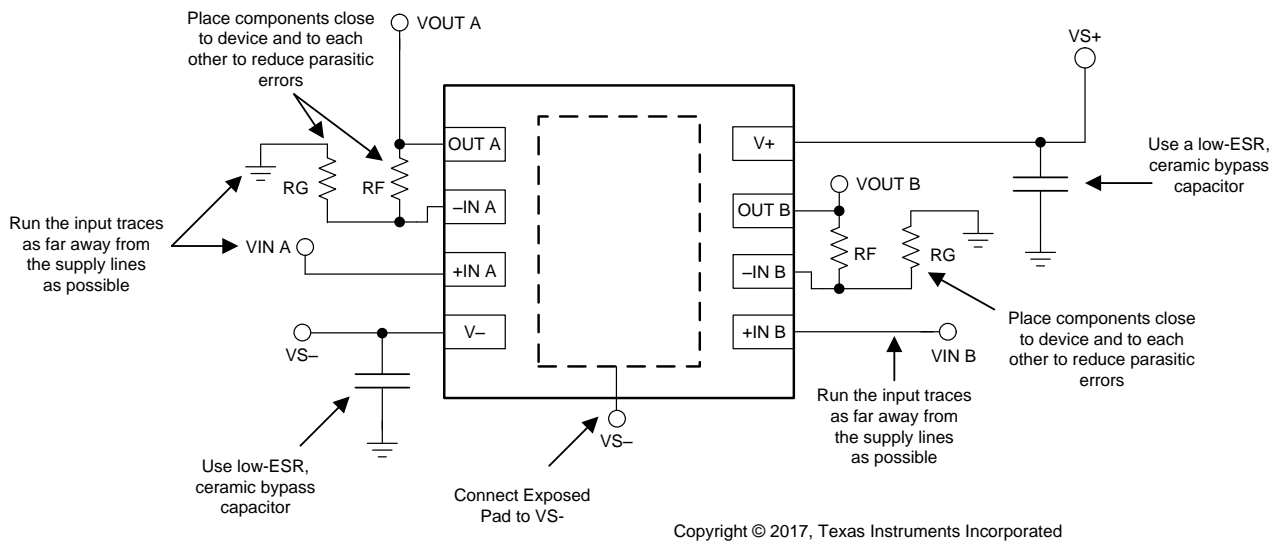 Place components close
to device and to each
other to reduce parasitic
errors
VOUT A
VS+
OUT A
RG
RF
–IN A
Run the input traces
as far away from
the supply lines
as possible
VIN A
+IN A
V–
VS–
Use low-ESR,
ceramic bypass
capacitor
VS–
Connect Exposed
Pad to VS-
V+
Use a low-ESR,
ceramic bypass
capacitor
VOUT B
OUT B
RF
RG
–IN B
+IN B
VIN B
Place components close
to device and to each
other to reduce parasitic
errors
Run the input traces
as far away from
the supply lines
as possible
Copyright © 2017, Texas Instruments Incorporated